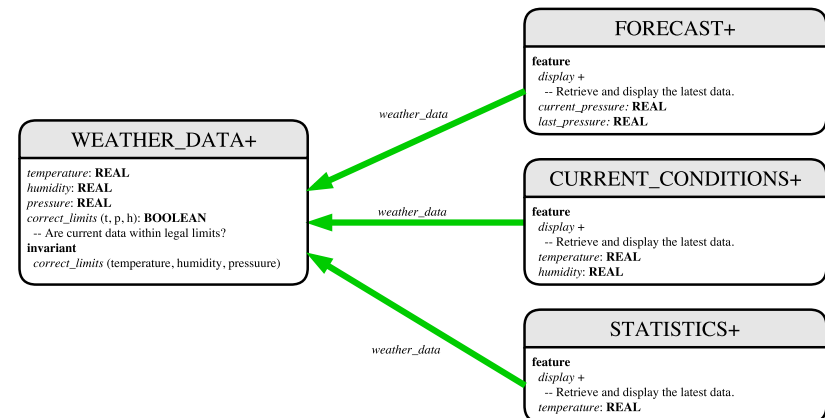 WEATHER_DATA+
temperature: REAL
humidity: REAL
pressure: REAL
correct_limits (t, p, h): BOOLEAN
-- Are current data within legal limits?
invariant
correct_limits (temperature, humidity, pressuure)
weather_data
weather_data
weather_data
FORECAST+
feature
display +
-- Retrieve and display the latest data.
current_pressure: REAL
last_pressure: REAL
CURRENT_CONDITIONS+
feature
display +
-- Retrieve and display the latest data.
temperature: REAL
humidity: REAL
STATISTICS+
feature
display +
-- Retrieve and display the latest data.
temperature: REAL